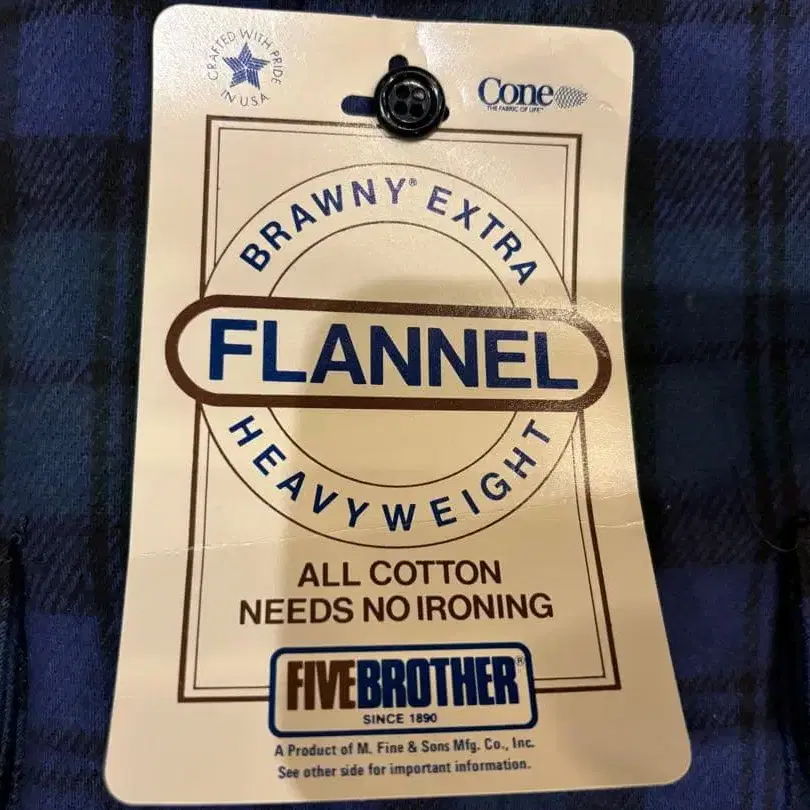 CRAFTED WITH PRIDE
IN USA
Cone
THE FABRIC OF LIFE™
BRAWNY® EXTRA
FLANNEL
HEAVYWEIGHT
ALL COTTON
NEEDS NO IRONING
FIVEBROTHER®
SINCE 1890
A Product of M. Fine & Sons Mfg. Co., Inc.
See other side for important information.